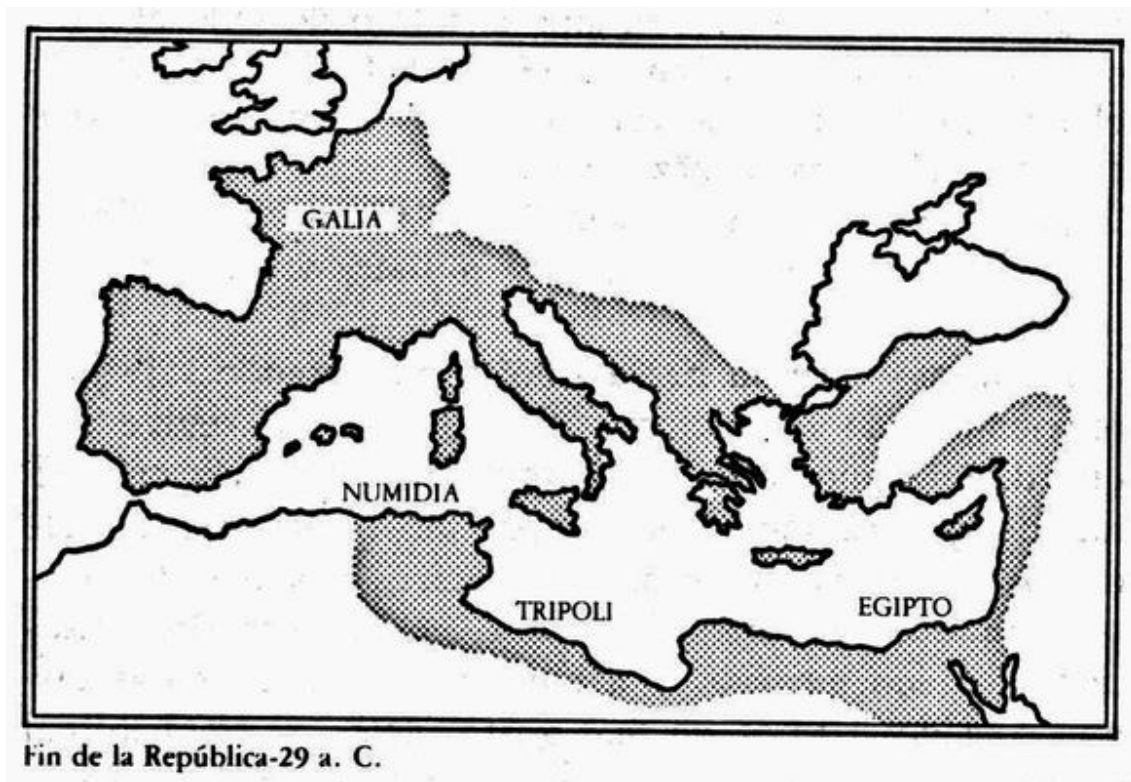 GALIA
NUMIDIA
TRIPOLI
EGIPTO
Fin de la República-29 a. C.